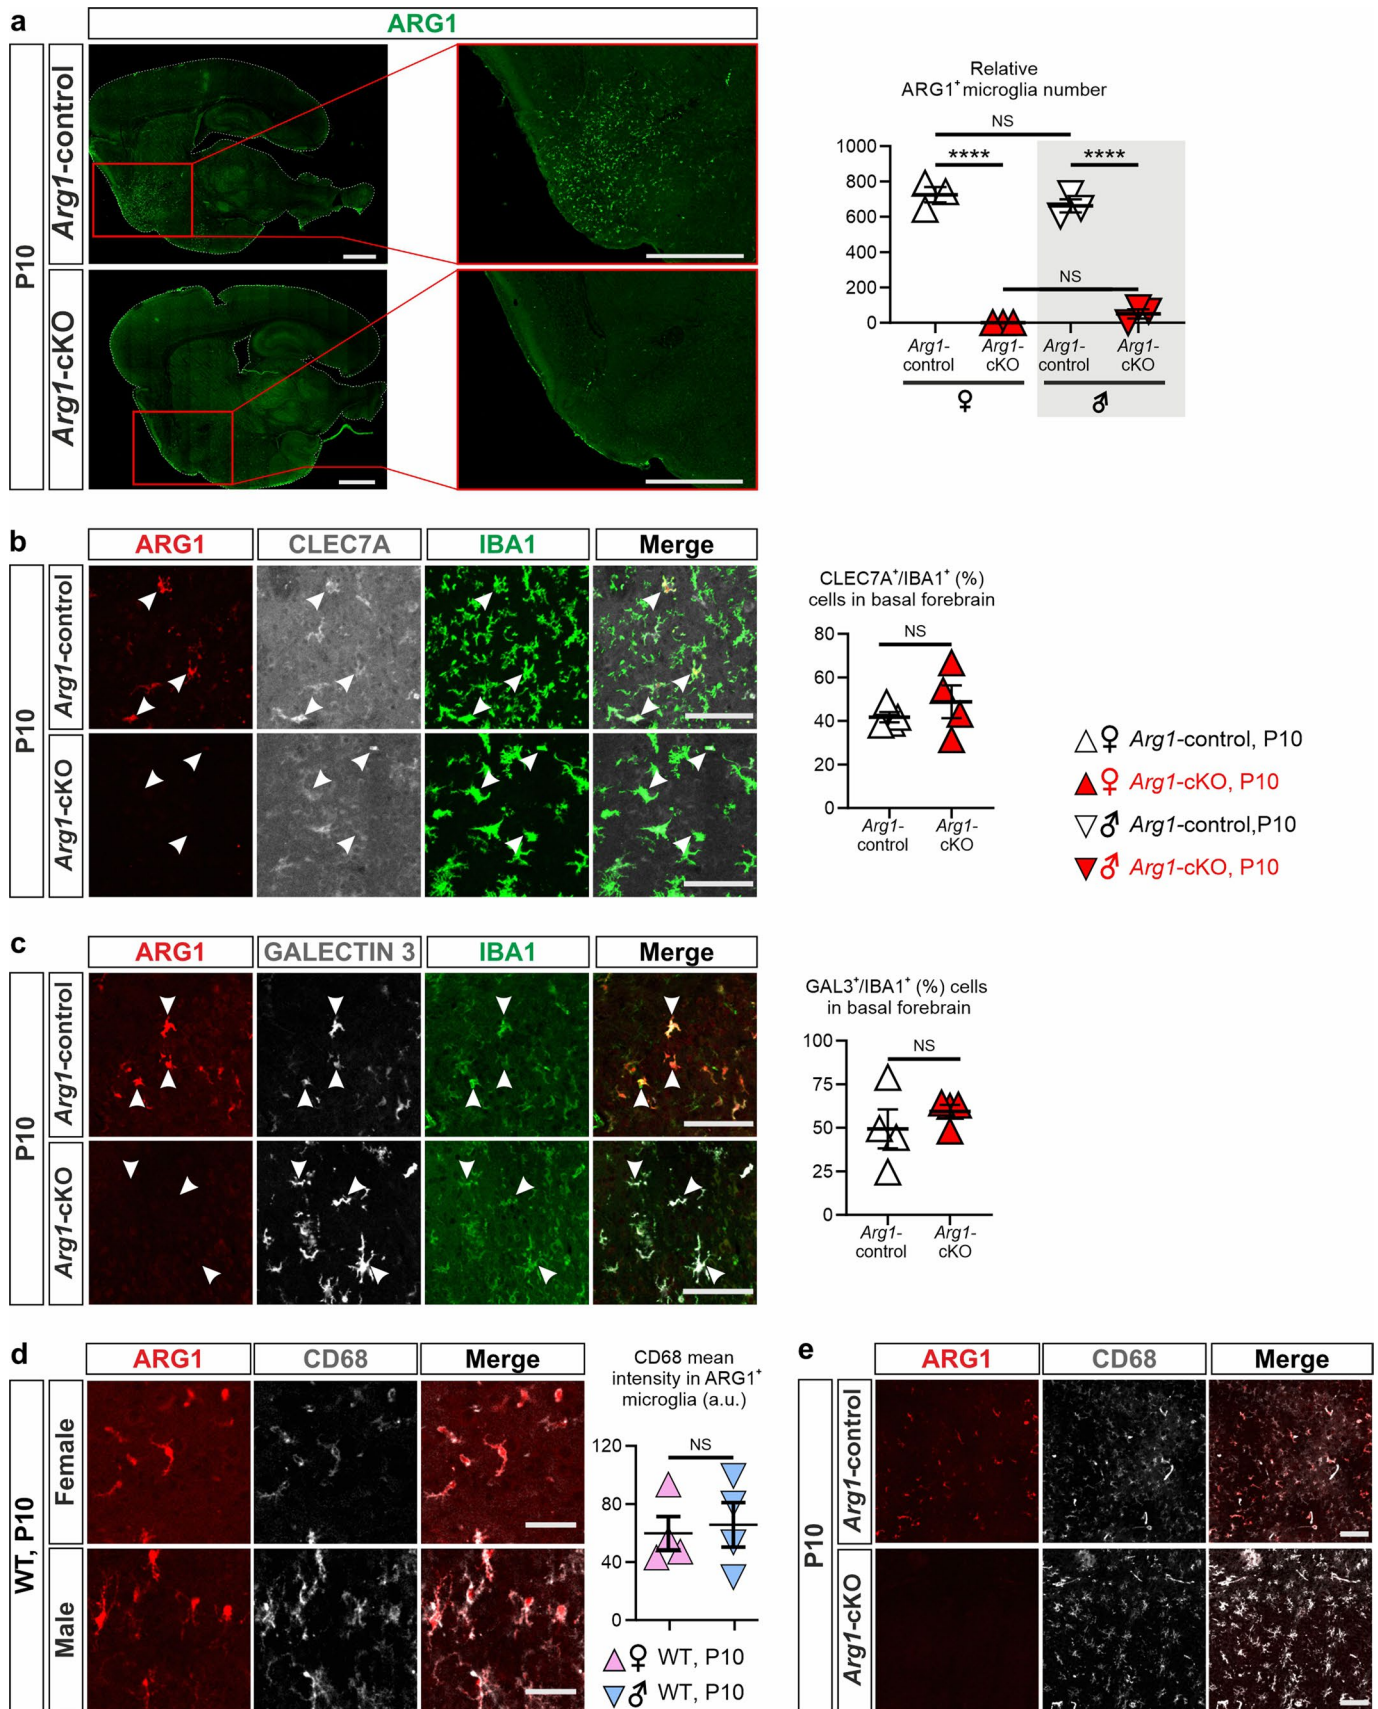 a
ARG1
P10
Arg1-control
Arg1-cKO
Relative
ARG1⁺ microglia number
NS
**** ****
1000
800
600
400
NS
200
0
Arg1- Arg1- Arg1- Arg1-
control cKO control cKO
♀ ♂
b
ARG1 CLEC7A IBA1 Merge
P10
Arg1-control
Arg1-cKO
CLEC7A⁺/IBA1⁺ (%)
cells in basal forebrain
NS
80
60
40
20
0
Arg1- Arg1-
control cKO
♀ Arg1-control, P10
♀ Arg1-cKO, P10
♂ Arg1-control,P10
♂ Arg1-cKO, P10
c
ARG1 GALECTIN 3 IBA1 Merge
P10
Arg1-control
Arg1-cKO
GAL3⁺/IBA1⁺ (%) cells
in basal forebrain
NS
100
75
50
25
0
Arg1- Arg1-
control cKO
d
ARG1 CD68 Merge
WT, P10
Female
Male
CD68 mean
intensity in ARG1⁺
microglia (a.u.)
NS
120
80
40
0
♀ WT, P10
♂ WT, P10
e
ARG1 CD68 Merge
P10
Arg1-control
Arg1-cKO